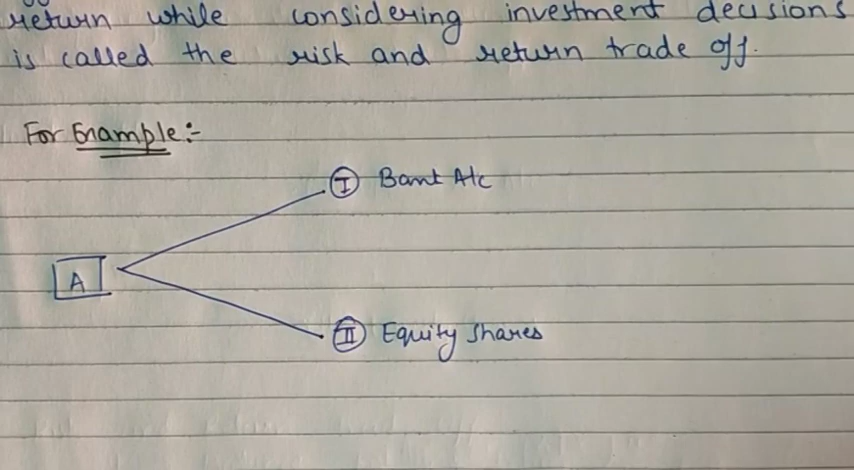 return while considering investment decisions
is called the risk and return trade off.
For Example:-
I Bank A/c
A
II Equity Shares